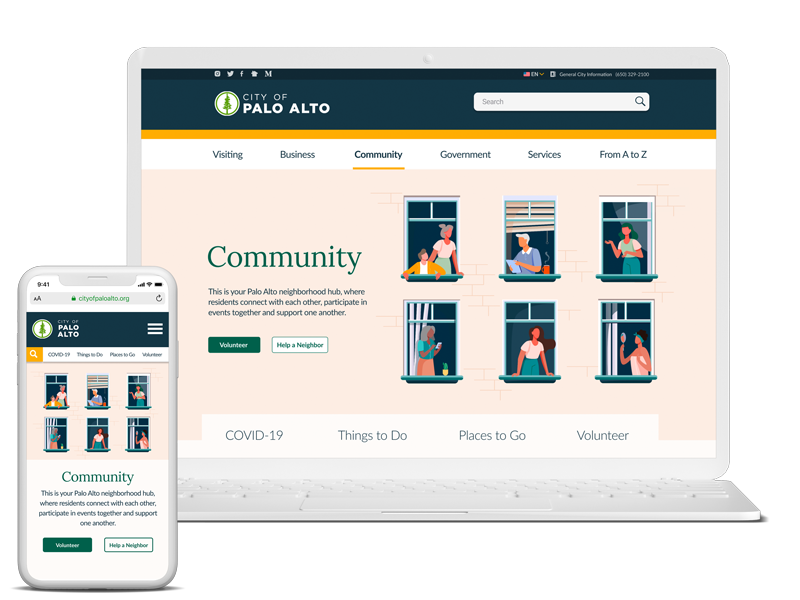 EN
General City Information (650) 329-2100
CITY OF
PALO ALTO
Search
Visiting
Business
Community
Government
Services
From A to Z
Community
This is your Palo Alto neighborhood hub, where
residents connect with each other, participate in
events together and support one another.
Volunteer
Help a Neighbor
COVID-19
Things to Do
Places to Go
Volunteer
9:41
AA
cityofpaloalto.org
CITY OF
PALO
ALTO
COVID-19
Things to Do
Places to Go
Volunteer
Community
This is your Palo Alto neighborhood hub,
where residents connect with each other,
participate in events together and support
one another.
Volunteer
Help a Neighbor